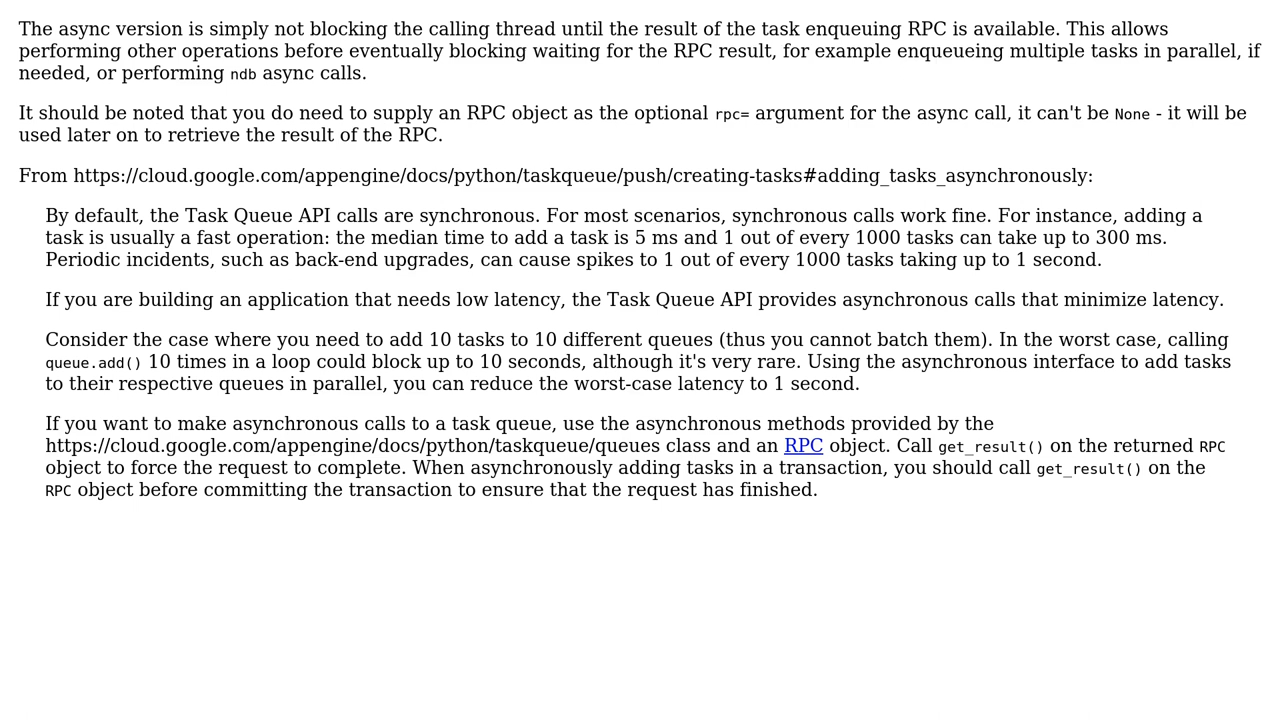 The async version is simply not blocking the calling thread until the result of the task enqueuing RPC is available. This allows
performing other operations before eventually blocking waiting for the RPC result, for example enqueueing multiple tasks in parallel, if
needed, or performing ndb async calls.
It should be noted that you do need to supply an RPC object as the optional rpc= argument for the async call, it can't be None - it will be
used later on to retrieve the result of the RPC.
From https://cloud.google.com/appengine/docs/python/taskqueue/push/creating-tasks#adding_tasks_asynchronously:
By default, the Task Queue API calls are synchronous. For most scenarios, synchronous calls work fine. For instance, adding a
task is usually a fast operation: the median time to add a task is 5 ms and 1 out of every 1000 tasks can take up to 300 ms.
Periodic incidents, such as back-end upgrades, can cause spikes to 1 out of every 1000 tasks taking up to 1 second.
If you are building an application that needs low latency, the Task Queue API provides asynchronous calls that minimize latency.
Consider the case where you need to add 10 tasks to 10 different queues (thus you cannot batch them). In the worst case, calling
queue.add() 10 times in a loop could block up to 10 seconds, although it's very rare. Using the asynchronous interface to add tasks
to their respective queues in parallel, you can reduce the worst-case latency to 1 second.
If you want to make asynchronous calls to a task queue, use the asynchronous methods provided by the
https://cloud.google.com/appengine/docs/python/taskqueue/queues class and an RPC object. Call get_result() on the returned RPC
object to force the request to complete. When asynchronously adding tasks in a transaction, you should call get_result() on the
RPC object before committing the transaction to ensure that the request has finished.